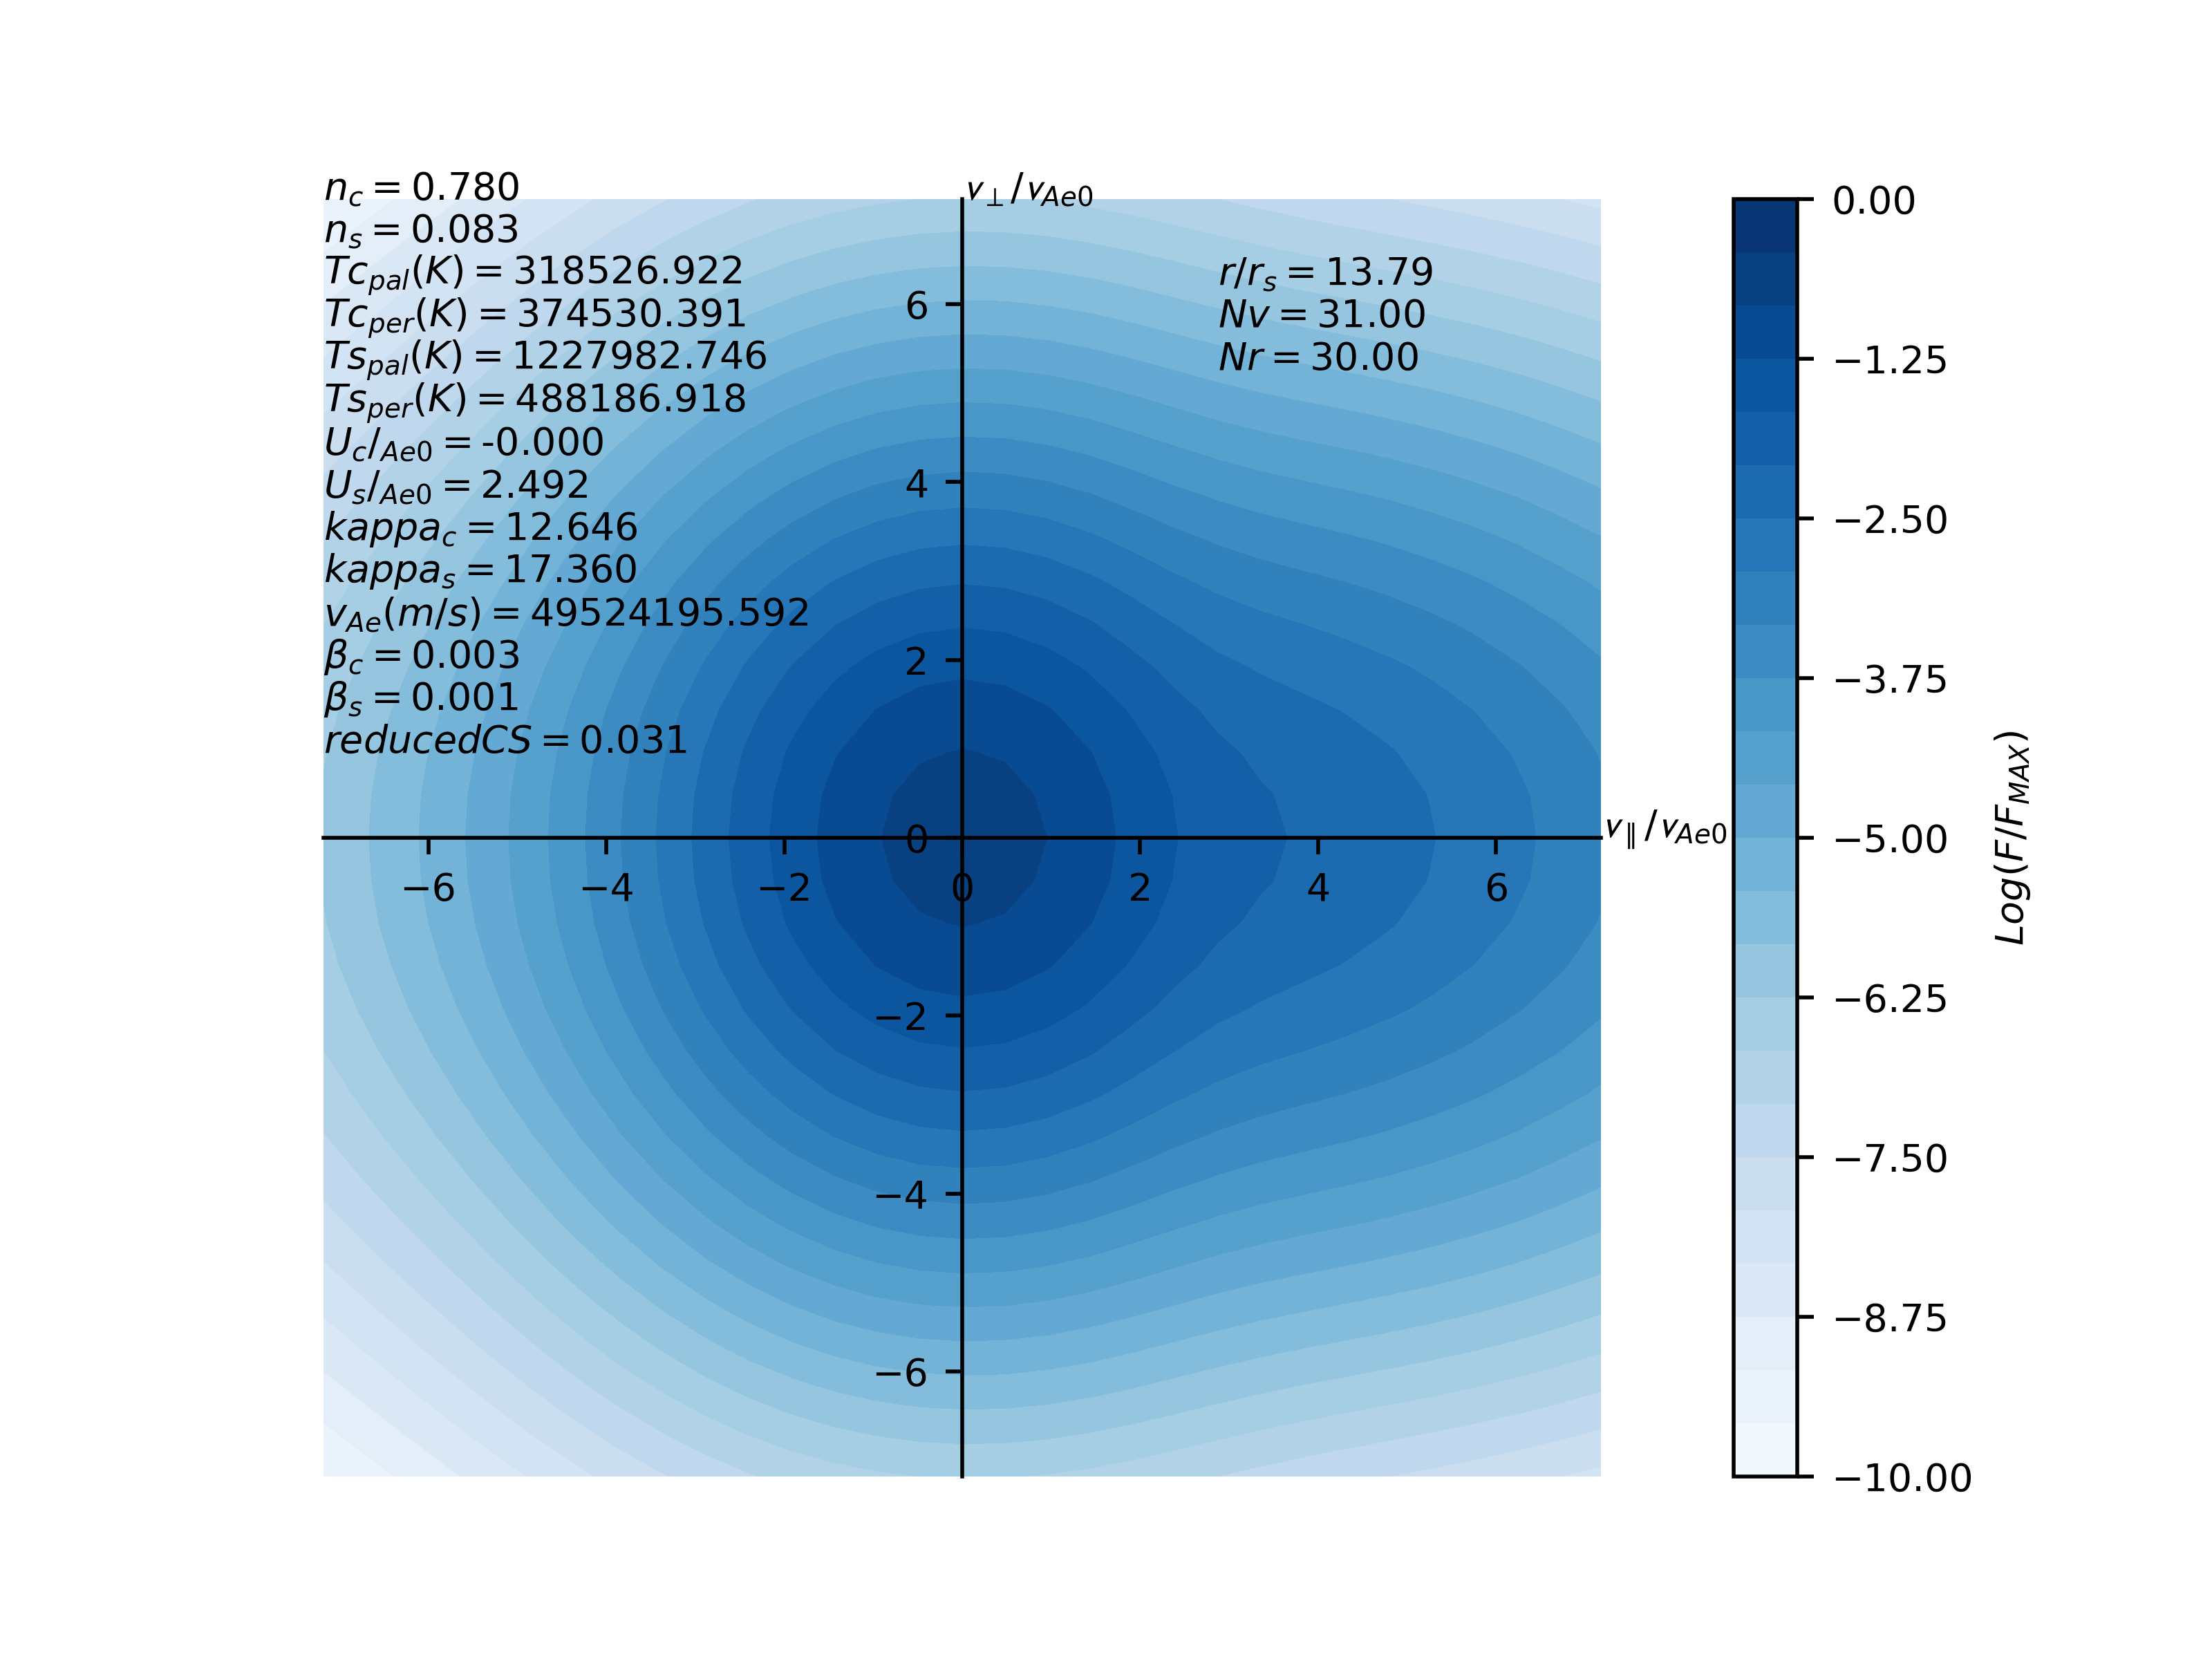 n_c = 0.780
n_s = 0.083
Tc_pal(K) = 318526.922
Tc_per(K) = 374530.391
Ts_pal(K) = 1227982.746
Ts_per(K) = 488186.918
U_c/_Ae0 = -0.000
U_s/_Ae0 = 2.492
kappa_c = 12.646
kappa_s = 17.360
v_Ae(m/s) = 49524195.592
β_c = 0.003
β_s = 0.001
reducedCS = 0.031
v_⊥/v_Ae0
r/r_s = 13.79
Nv = 31.00
Nr = 30.00
6
4
2
0
−2
−4
−6
−6 −4 −2 0 2 4 6
v_∥/v_Ae0
0.00
−1.25
−2.50
−3.75
−5.00
−6.25
−7.50
−8.75
−10.00
Log(F/F_MAX)